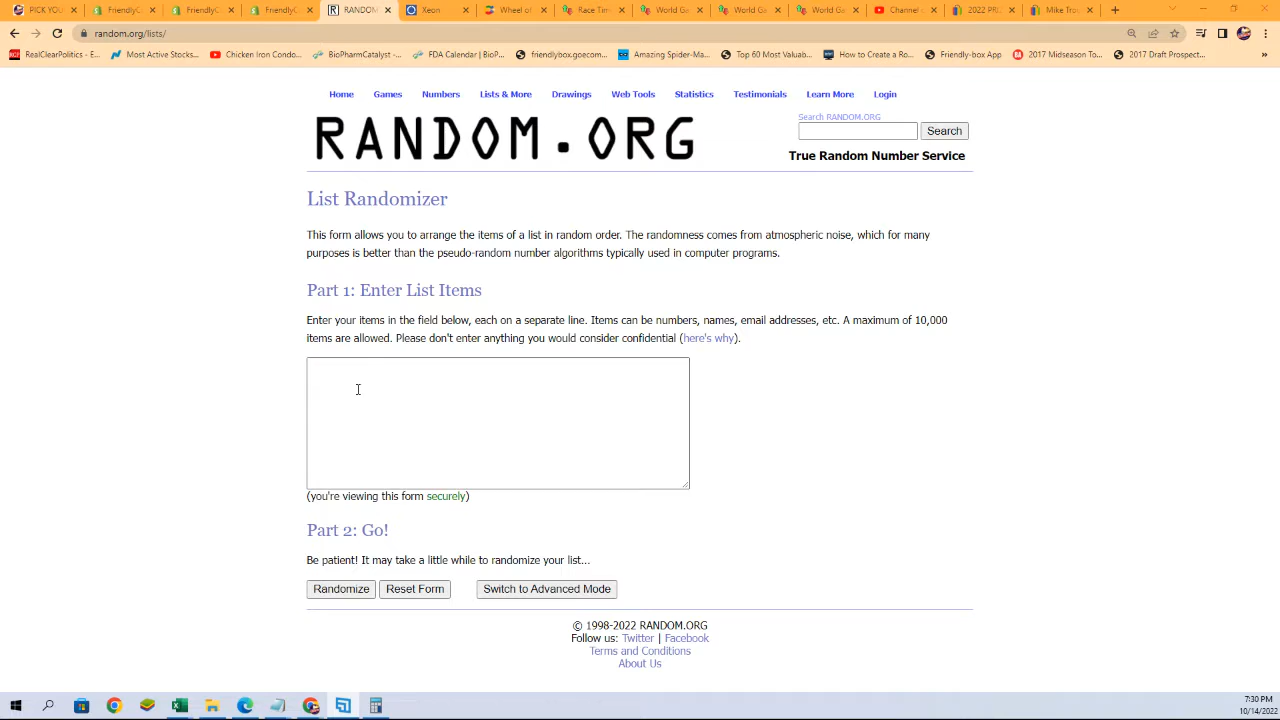 PICK YOU
FriendlyC
FriendlyC
FriendlyC
RANDOM
Xeon
Wheel of
Race Tim
World Ga
World Ga
World Ga
Channel c
2022 PRI
Mike Trou
random.org/lists/
RealClearPolitics - E...
Most Active Stocks...
Chicken Iron Condo...
BioPharmCatalyst -...
FDA Calendar | BioP...
friendlybox.goecom...
Amazing Spider-Ma...
Top 60 Most Valuab...
How to Create a Ro...
Friendly-box App
2017 Midseason To...
2017 Draft Prospect...
Home Games Numbers Lists & More Drawings Web Tools Statistics Testimonials Learn More Login
RANDOM.ORG
Search RANDOM.ORG
Search
True Random Number Service
List Randomizer
This form allows you to arrange the items of a list in random order. The randomness comes from atmospheric noise, which for many
purposes is better than the pseudo-random number algorithms typically used in computer programs.
Part 1: Enter List Items
Enter your items in the field below, each on a separate line. Items can be numbers, names, email addresses, etc. A maximum of 10,000
items are allowed. Please don't enter anything you would consider confidential (here's why).
(you're viewing this form securely)
Part 2: Go!
Be patient! It may take a little while to randomize your list...
Randomize Reset Form Switch to Advanced Mode
© 1998-2022 RANDOM.ORG
Follow us: Twitter | Facebook
Terms and Conditions
About Us
7:30 PM
10/14/2022